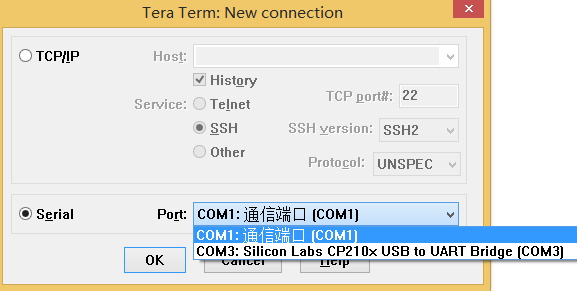 Tera Term: New connection
TCP/IP
Host:
History
Service:
Telnet
TCP port#: 22
SSH
SSH version: SSH2
Other
Protocol: UNSPEC
Serial
Port: COM1: 通信端口 (COM1)
COM1: 通信端口 (COM1)
COM3: Silicon Labs CP210x USB to UART Bridge (COM3)
OK
Cancel
Help